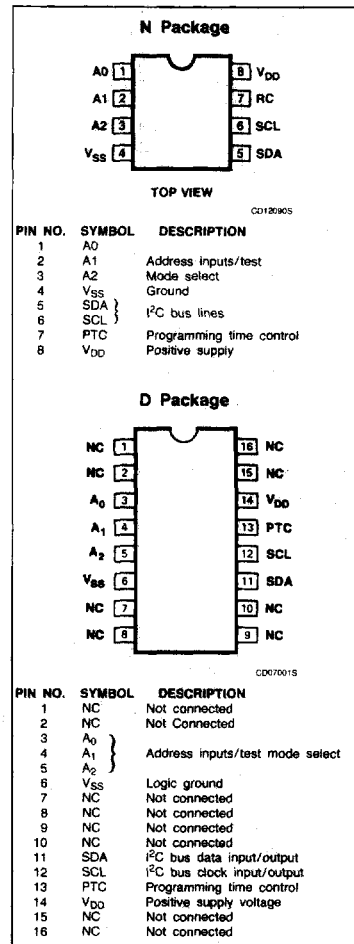 N Package
A0 1 8 VDD
A1 2 7 RC
A2 3 6 SCL
VSS 4 5 SDA
TOP VIEW
CD12090S
PIN NO. SYMBOL DESCRIPTION
1 A0
2 A1 Address inputs/test
3 A2 Mode select
4 VSS Ground
5 SDA } I²C bus lines
6 SCL
7 PTC Programming time control
8 VDD Positive supply
D Package
NC 1 16 NC
NC 2 15 NC
A0 3 14 VDD
A1 4 13 PTC
A2 5 12 SCL
VSS 6 11 SDA
NC 7 10 NC
NC 8 9 NC
CD07001S
PIN NO. SYMBOL DESCRIPTION
1 NC Not connected
2 NC Not Connected
3 A0
4 A1 } Address inputs/test mode select
5 A2
6 VSS Logic ground
7 NC Not connected
8 NC Not connected
9 NC Not connected
10 NC Not connected
11 SDA I²C bus data input/output
12 SCL I²C bus clock input/output
13 PTC Programming time control
14 VDD Positive supply voltage
15 NC Not connected
16 NC Not connected